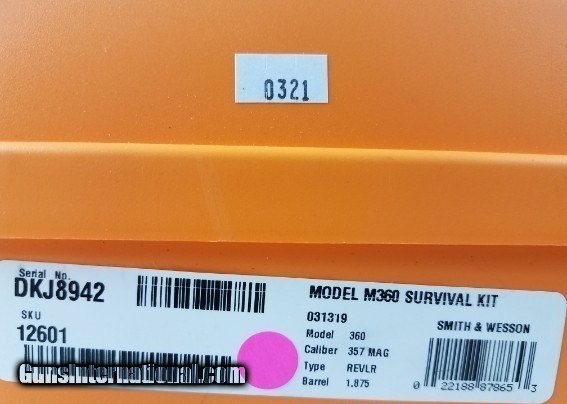 0321
Serial No.
DKJ8942
SKU
12601
MODEL M360 SURVIVAL KIT
031319
Model 360
Caliber 357 MAG
Type REVLR
Barrel 1.875
SMITH & WESSON
0 22188 87865 3
GunsInternational.com